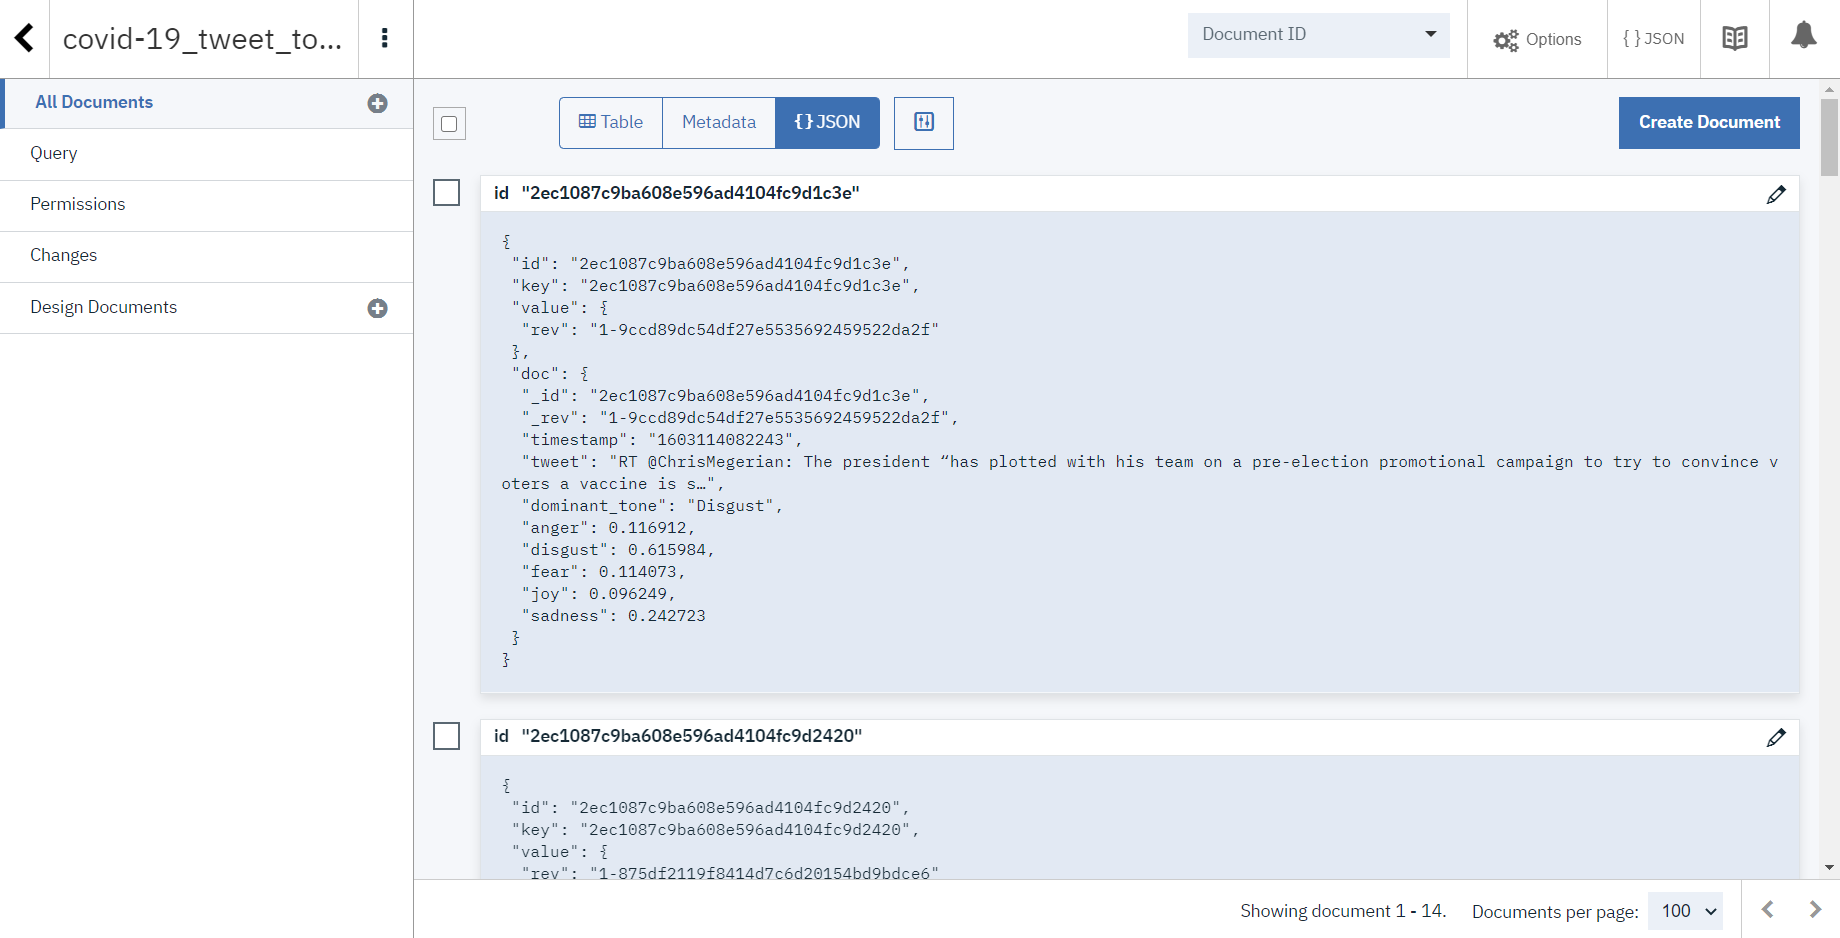 covid-19_tweet_to...
Document ID
Options
{ } JSON
All Documents
Query
Permissions
Changes
Design Documents
Table
Metadata
{} JSON
Create Document
id "2ec1087c9ba608e596ad4104fc9d1c3e"
{
"id": "2ec1087c9ba608e596ad4104fc9d1c3e",
"key": "2ec1087c9ba608e596ad4104fc9d1c3e",
"value": {
"rev": "1-9ccd89dc54df27e5535692459522da2f"
},
"doc": {
"_id": "2ec1087c9ba608e596ad4104fc9d1c3e",
"_rev": "1-9ccd89dc54df27e5535692459522da2f",
"timestamp": "1603114082243",
"tweet": "RT @ChrisMegerian: The president “has plotted with his team on a pre-election promotional campaign to try to convince v
oters a vaccine is s…",
"dominant_tone": "Disgust",
"anger": 0.116912,
"disgust": 0.615984,
"fear": 0.114073,
"joy": 0.096249,
"sadness": 0.242723
}
}
id "2ec1087c9ba608e596ad4104fc9d2420"
{
"id": "2ec1087c9ba608e596ad4104fc9d2420",
"key": "2ec1087c9ba608e596ad4104fc9d2420",
"value": {
"rev": "1-875df2119f8414d7c6d20154bd9bdce6"
Showing document 1 - 14.
Documents per page: 100